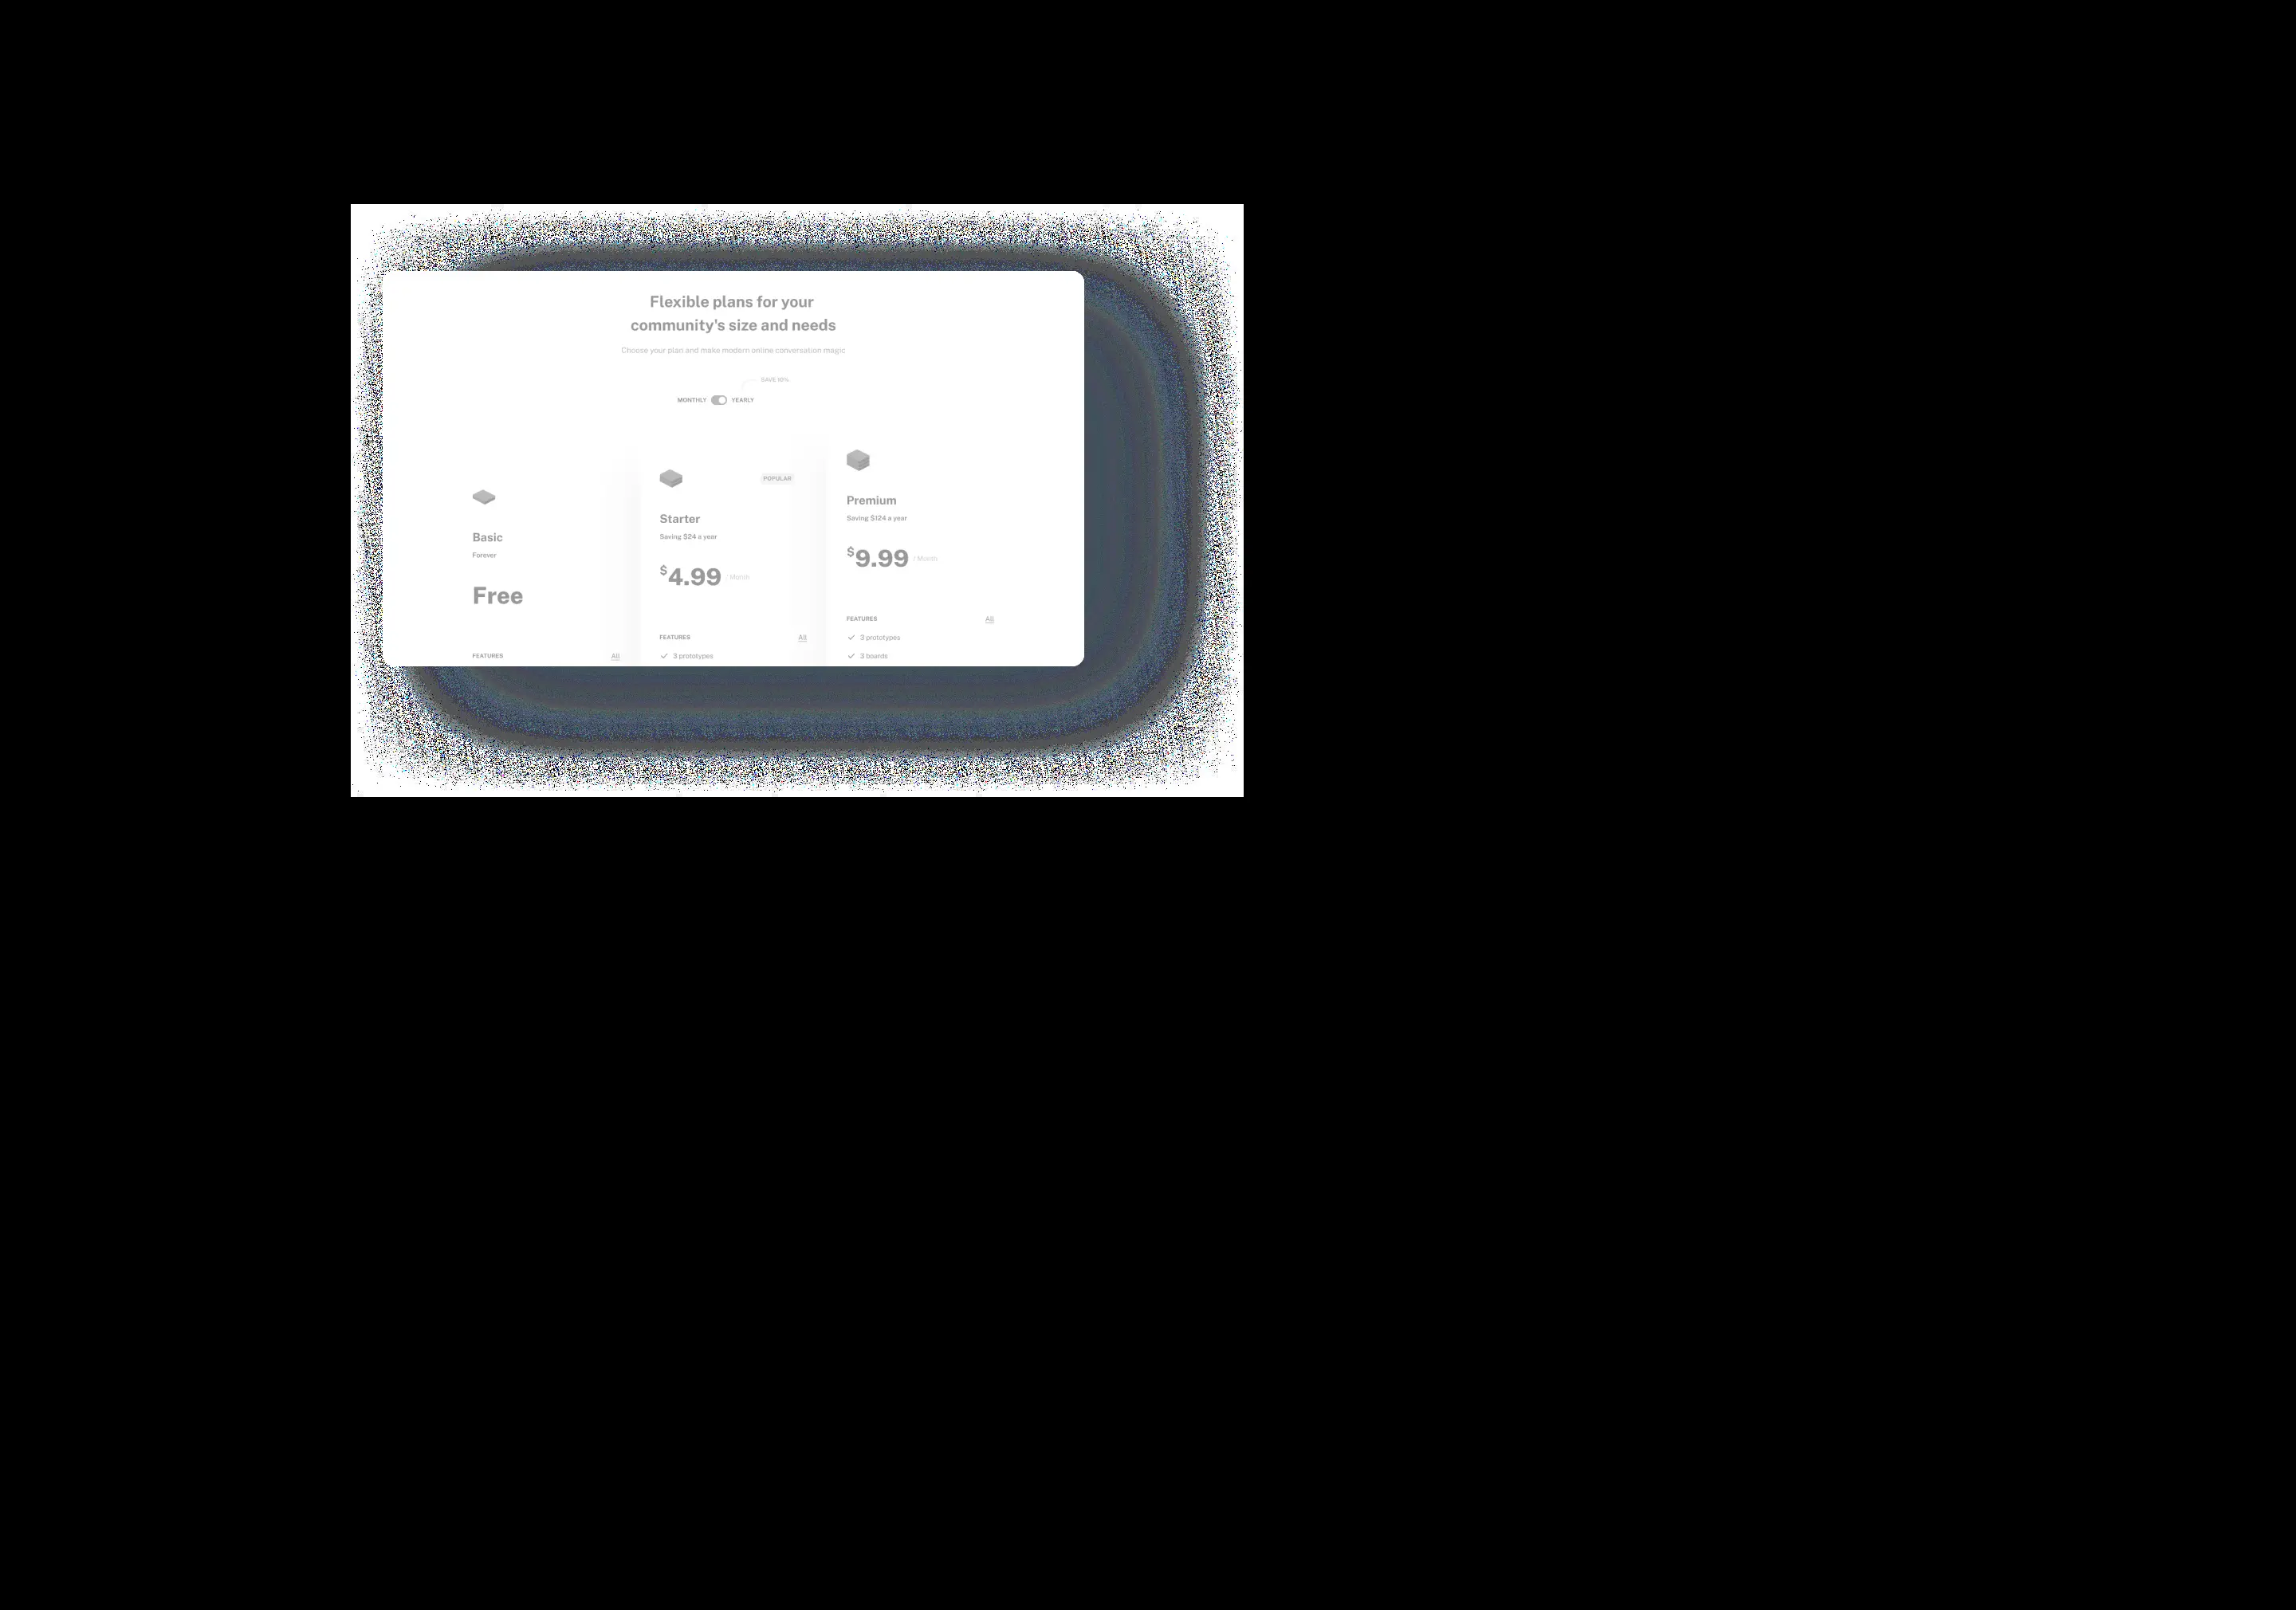 Flexible plans for your
community's size and needs
Choose your plan and make modern online conversation magic
SAVE 10%
MONTHLY YEARLY
Basic
Forever
Free
FEATURES All
POPULAR
Starter
Saving $24 a year
$4.99 / Month
FEATURES All
3 prototypes
Premium
Saving $124 a year
$9.99 / Month
FEATURES All
3 prototypes
3 boards